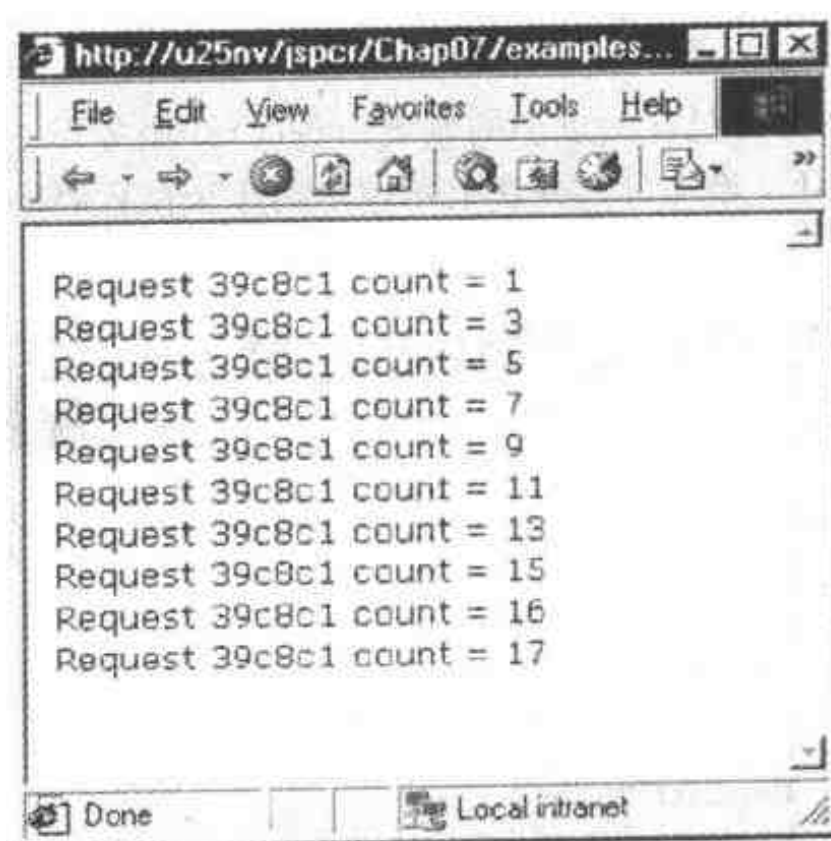 http://u25nv/jspcr/Chap07/examples...
File Edit View Favorites Tools Help
Request 39c8c1 count = 1
Request 39c8c1 count = 3
Request 39c8c1 count = 5
Request 39c8c1 count = 7
Request 39c8c1 count = 9
Request 39c8c1 count = 11
Request 39c8c1 count = 13
Request 39c8c1 count = 15
Request 39c8c1 count = 16
Request 39c8c1 count = 17
Done Local intranet